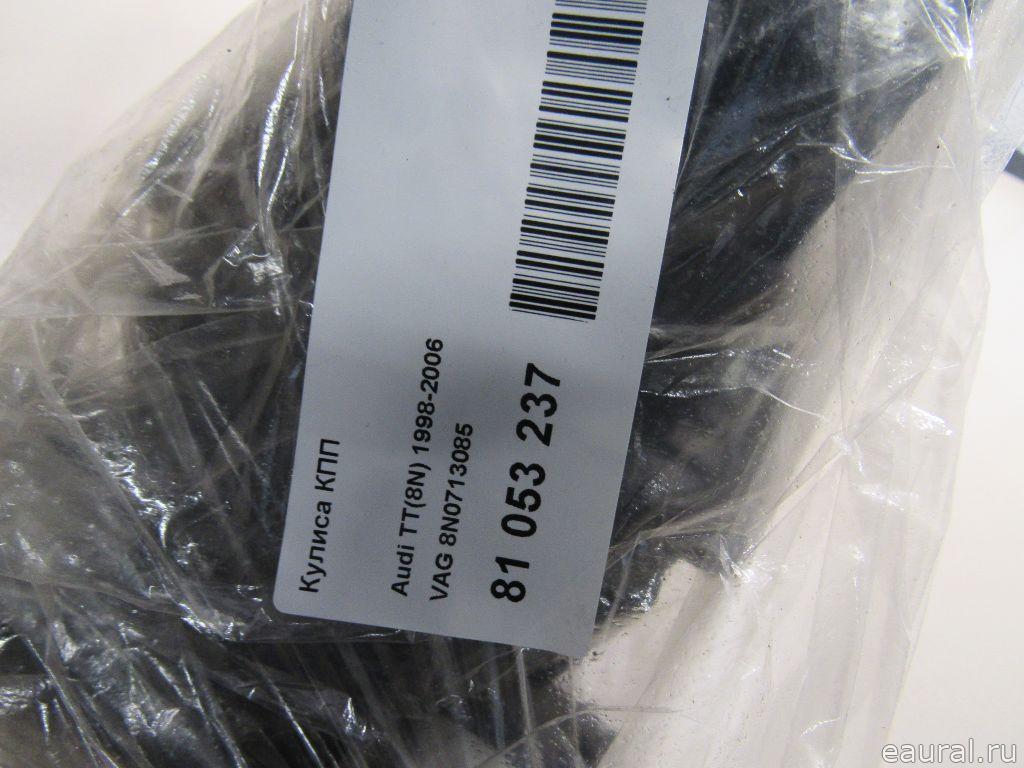 Кулиса КПП
Audi TT(8N) 1998-2006
VAG 8N0713085
81 053 237
eaural.ru